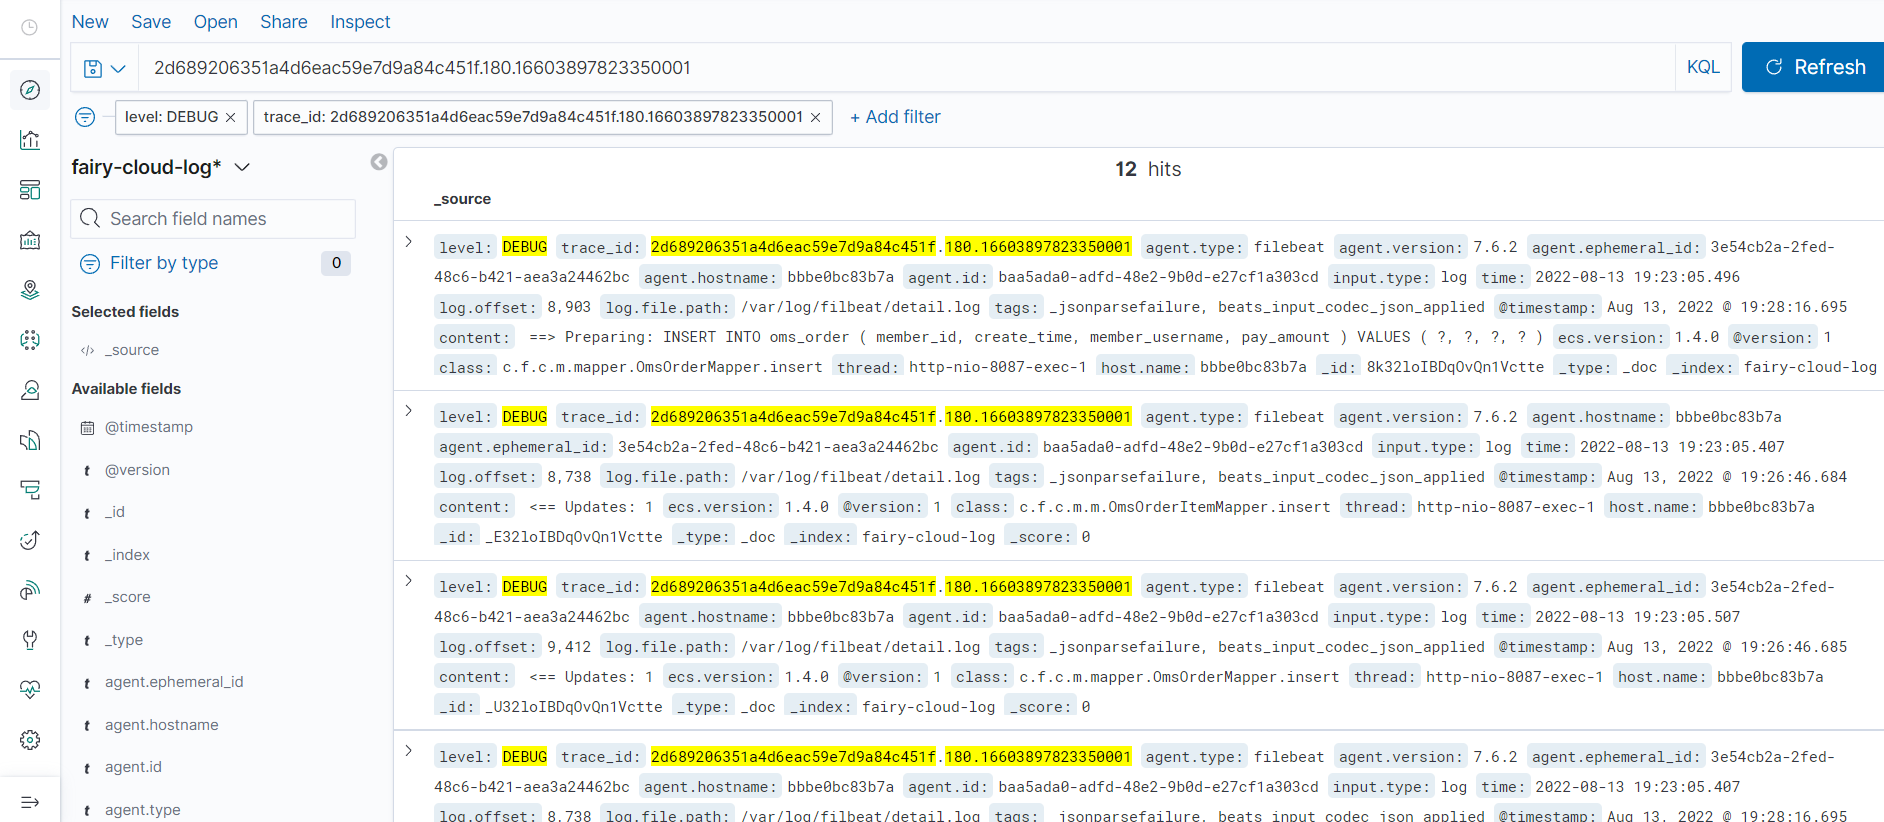 New Save Open Share Inspect
2d689206351a4d6eac59e7d9a84c451f.180.16603897823350001 KQL Refresh
level: DEBUG × trace_id: 2d689206351a4d6eac59e7d9a84c451f.180.16603897823350001 × + Add filter
fairy-cloud-log*
Search field names
Filter by type 0
Selected fields
_source
Available fields
@timestamp
t @version
t _id
t _index
# _score
t _type
t agent.ephemeral_id
t agent.hostname
t agent.id
t agent.type
12 hits
_source
level: DEBUG trace_id: 2d689206351a4d6eac59e7d9a84c451f.180.16603897823350001 agent.type: filebeat agent.version: 7.6.2 agent.ephemeral_id: 3e54cb2a-2fed-
48c6-b421-aea3a24462bc agent.hostname: bbbe0bc83b7a agent.id: baa5ada0-adfd-48e2-9b0d-e27cf1a303cd input.type: log time: 2022-08-13 19:23:05.496
log.offset: 8,903 log.file.path: /var/log/filbeat/detail.log tags: _jsonparsefailure, beats_input_codec_json_applied @timestamp: Aug 13, 2022 @ 19:28:16.695
content: ==> Preparing: INSERT INTO oms_order ( member_id, create_time, member_username, pay_amount ) VALUES ( ?, ?, ?, ? ) ecs.version: 1.4.0 @version: 1
class: c.f.c.m.mapper.OmsOrderMapper.insert thread: http-nio-8087-exec-1 host.name: bbbe0bc83b7a _id: 8k32loIBDqOvQn1Vctte _type: _doc _index: fairy-cloud-log
level: DEBUG trace_id: 2d689206351a4d6eac59e7d9a84c451f.180.16603897823350001 agent.type: filebeat agent.version: 7.6.2 agent.hostname: bbbe0bc83b7a
agent.ephemeral_id: 3e54cb2a-2fed-48c6-b421-aea3a24462bc agent.id: baa5ada0-adfd-48e2-9b0d-e27cf1a303cd input.type: log time: 2022-08-13 19:23:05.407
log.offset: 8,738 log.file.path: /var/log/filbeat/detail.log tags: _jsonparsefailure, beats_input_codec_json_applied @timestamp: Aug 13, 2022 @ 19:26:46.684
content: <== Updates: 1 ecs.version: 1.4.0 @version: 1 class: c.f.c.m.m.OmsOrderItemMapper.insert thread: http-nio-8087-exec-1 host.name: bbbe0bc83b7a
_id: _E32loIBDqOvQn1Vctte _type: _doc _index: fairy-cloud-log _score: 0
level: DEBUG trace_id: 2d689206351a4d6eac59e7d9a84c451f.180.16603897823350001 agent.type: filebeat agent.version: 7.6.2 agent.ephemeral_id: 3e54cb2a-2fed-
48c6-b421-aea3a24462bc agent.hostname: bbbe0bc83b7a agent.id: baa5ada0-adfd-48e2-9b0d-e27cf1a303cd input.type: log time: 2022-08-13 19:23:05.507
log.offset: 9,412 log.file.path: /var/log/filbeat/detail.log tags: _jsonparsefailure, beats_input_codec_json_applied @timestamp: Aug 13, 2022 @ 19:26:46.685
content: <== Updates: 1 ecs.version: 1.4.0 @version: 1 class: c.f.c.m.mapper.OmsOrderMapper.insert thread: http-nio-8087-exec-1 host.name: bbbe0bc83b7a
_id: _U32loIBDqOvQn1Vctte _type: _doc _index: fairy-cloud-log _score: 0
level: DEBUG trace_id: 2d689206351a4d6eac59e7d9a84c451f.180.16603897823350001 agent.type: filebeat agent.version: 7.6.2 agent.ephemeral_id: 3e54cb2a-2fed-
48c6-b421-aea3a24462bc agent.hostname: bbbe0bc83b7a agent.id: baa5ada0-adfd-48e2-9b0d-e27cf1a303cd input.type: log time: 2022-08-13 19:23:05.407
log.offset: 8,738 log.file.path: /var/log/filbeat/detail.log tags: _jsonparsefailure, beats_input_codec_json_applied @timestamp: Aug 13, 2022 @ 19:28:16.695